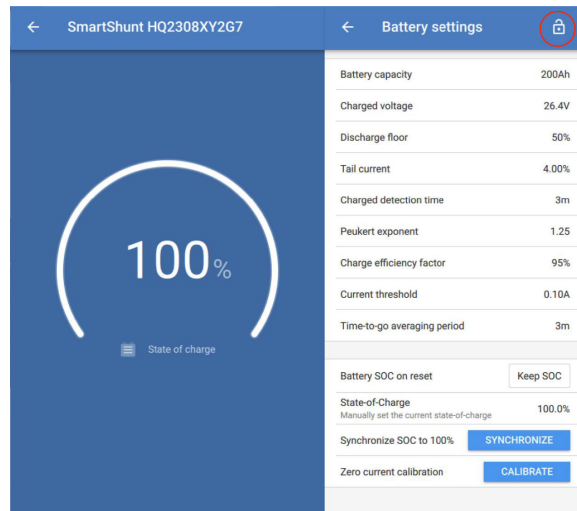 SmartShunt HQ2308XY2G7
100%
State of charge
Battery settings
Battery capacity 200Ah
Charged voltage 26.4V
Discharge floor 50%
Tail current 4.00%
Charged detection time 3m
Peukert exponent 1.25
Charge efficiency factor 95%
Current threshold 0.10A
Time-to-go averaging period 3m
Battery SOC on reset Keep SOC
State-of-Charge 100.0%
Manually set the current state-of-charge
Synchronize SOC to 100% SYNCHRONIZE
Zero current calibration CALIBRATE